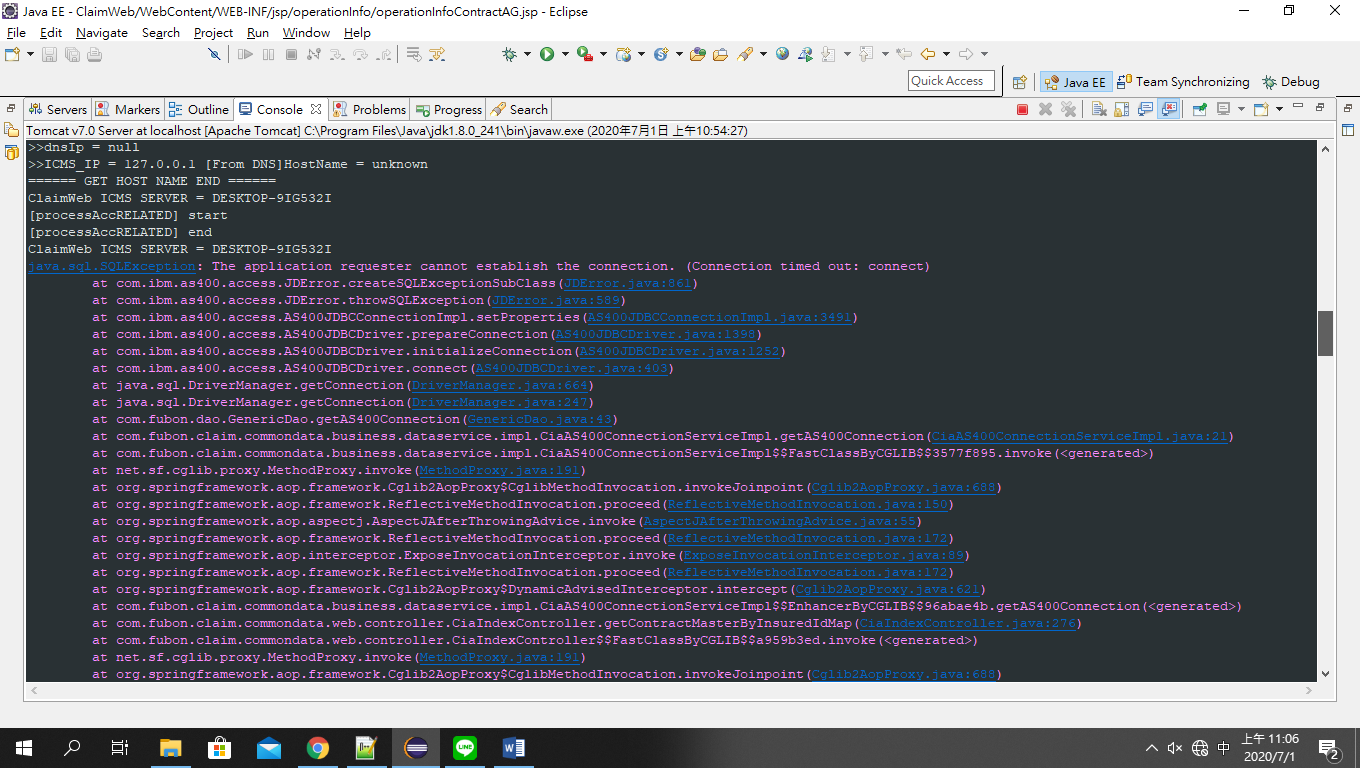 Java EE - ClaimWeb/WebContent/WEB-INF/jsp/operationInfo/operationInfoContractAG.jsp - Eclipse
File Edit Navigate Search Project Run Window Help
Quick Access
Java EE Team Synchronizing Debug
Servers Markers Outline Console Problems Progress Search
Tomcat v7.0 Server at localhost [Apache Tomcat] C:\Program Files\Java\jdk1.8.0_241\bin\javaw.exe (2020年7月1日 上午10:54:27)
>>dnsIp = null
>>ICMS_IP = 127.0.0.1 [From DNS]HostName = unknown
====== GET HOST NAME END ======
ClaimWeb ICMS SERVER = DESKTOP-9IG532I
[processAccRELATED] start
[processAccRELATED] end
ClaimWeb ICMS SERVER = DESKTOP-9IG532I
java.sql.SQLException: The application requester cannot establish the connection. (Connection timed out: connect)
at com.ibm.as400.access.JDError.createSQLExceptionSubClass(JDError.java:861)
at com.ibm.as400.access.JDError.throwSQLException(JDError.java:589)
at com.ibm.as400.access.AS400JDBCConnectionImpl.setProperties(AS400JDBCConnectionImpl.java:3491)
at com.ibm.as400.access.AS400JDBCDriver.prepareConnection(AS400JDBCDriver.java:1398)
at com.ibm.as400.access.AS400JDBCDriver.initializeConnection(AS400JDBCDriver.java:1252)
at com.ibm.as400.access.AS400JDBCDriver.connect(AS400JDBCDriver.java:403)
at java.sql.DriverManager.getConnection(DriverManager.java:664)
at java.sql.DriverManager.getConnection(DriverManager.java:247)
at com.fubon.dao.GenericDao.getAS400Connection(GenericDao.java:43)
at com.fubon.claim.commondata.business.dataservice.impl.CiaAS400ConnectionServiceImpl.getAS400Connection(CiaAS400ConnectionServiceImpl.java:21)
at com.fubon.claim.commondata.business.dataservice.impl.CiaAS400ConnectionServiceImpl$$FastClassByCGLIB$$3577f895.invoke(<generated>)
at net.sf.cglib.proxy.MethodProxy.invoke(MethodProxy.java:191)
at org.springframework.aop.framework.Cglib2AopProxy$CglibMethodInvocation.invokeJoinpoint(Cglib2AopProxy.java:688)
at org.springframework.aop.framework.ReflectiveMethodInvocation.proceed(ReflectiveMethodInvocation.java:150)
at org.springframework.aop.aspectj.AspectJAfterThrowingAdvice.invoke(AspectJAfterThrowingAdvice.java:55)
at org.springframework.aop.framework.ReflectiveMethodInvocation.proceed(ReflectiveMethodInvocation.java:172)
at org.springframework.aop.interceptor.ExposeInvocationInterceptor.invoke(ExposeInvocationInterceptor.java:89)
at org.springframework.aop.framework.ReflectiveMethodInvocation.proceed(ReflectiveMethodInvocation.java:172)
at org.springframework.aop.framework.Cglib2AopProxy$DynamicAdvisedInterceptor.intercept(Cglib2AopProxy.java:621)
at com.fubon.claim.commondata.business.dataservice.impl.CiaAS400ConnectionServiceImpl$$EnhancerByCGLIB$$96abae4b.getAS400Connection(<generated>)
at com.fubon.claim.commondata.web.controller.CiaIndexController.getContractMasterByInsuredIdMap(CiaIndexController.java:276)
at com.fubon.claim.commondata.web.controller.CiaIndexController$$FastClassByCGLIB$$a959b3ed.invoke(<generated>)
at net.sf.cglib.proxy.MethodProxy.invoke(MethodProxy.java:191)
at org.springframework.aop.framework.Cglib2AopProxy$CglibMethodInvocation.invokeJoinpoint(Cglib2AopProxy.java:688)
LINE
中
上午 11:06
2020/7/1
2